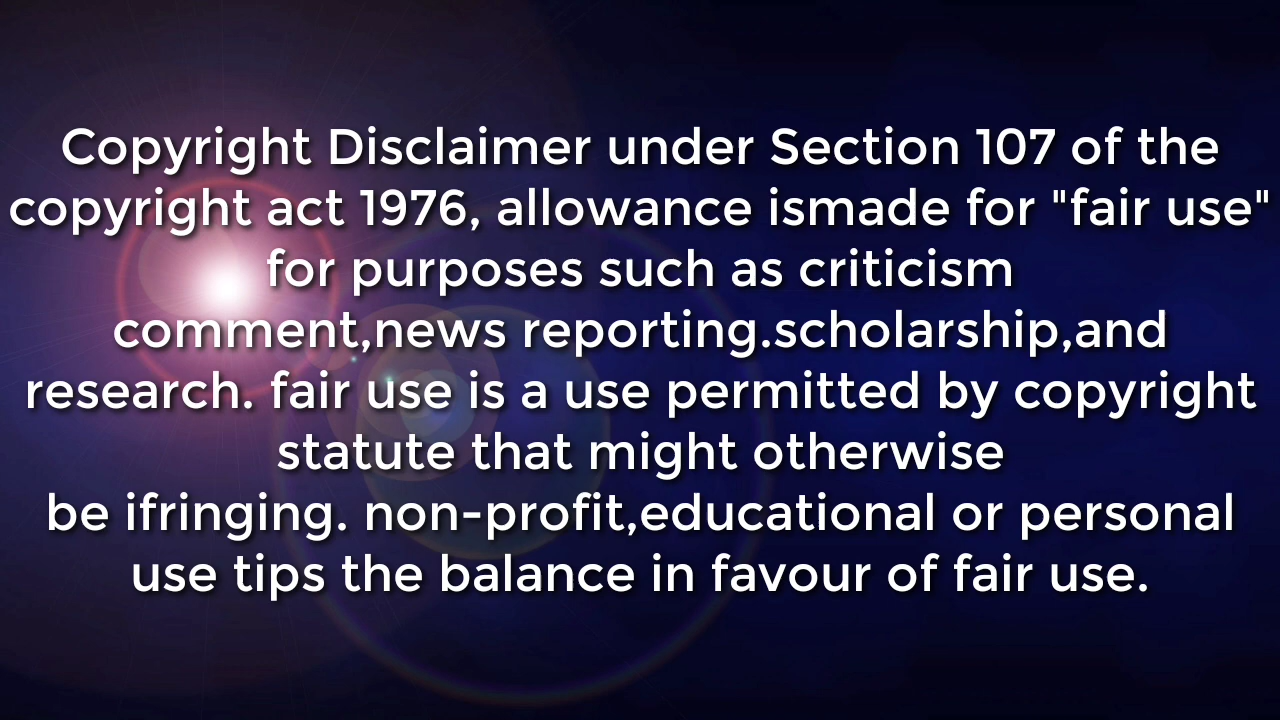 Copyright Disclaimer under Section 107 of the
copyright act 1976, allowance ismade for "fair use"
for purposes such as criticism
comment,news reporting.scholarship,and
research. fair use is a use permitted by copyright
statute that might otherwise
be ifringing. non-profit,educational or personal
use tips the balance in favour of fair use.